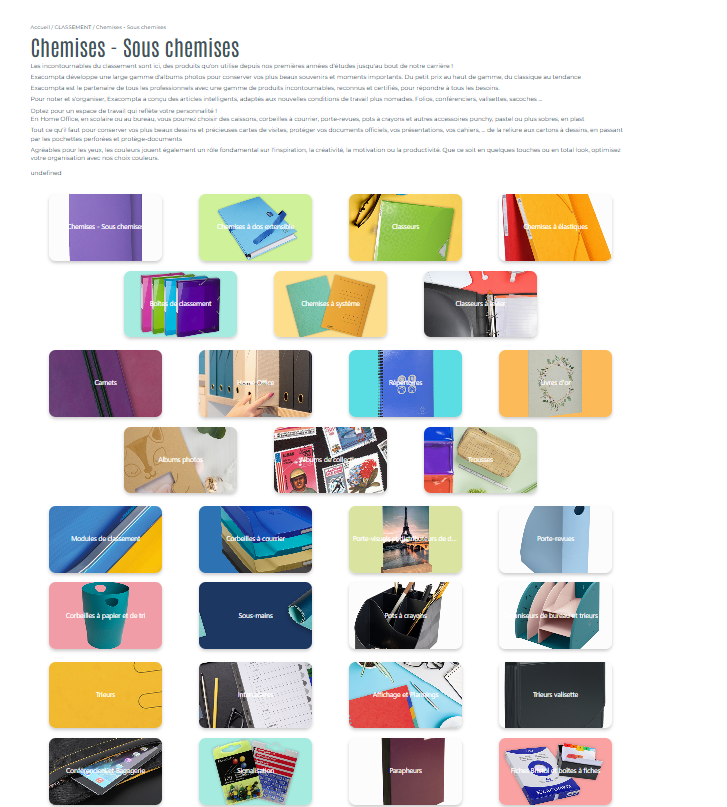 Accueil / CLASSEMENT / Chemises - Sous chemises
Chemises - Sous chemises
Les incontournables du classement sont ici, des produits qu'on utilise depuis nos premières années d'études jusqu'au bout de notre carrière !
Exacompta développe une large gamme d'albums photos pour conserver vos plus beaux souvenirs et moments importants. Du petit prix au haut de gamme, du classique au tendance
Exacompta est le partenaire de tous les professionnels avec une gamme de produits incontournables, reconnus et certifiés, pour répondre à tous les besoins.
Pour noter et s'organiser, Exacompta a conçu des articles intelligents, adaptés aux nouvelles conditions de travail plus nomades. Folios, conférenciers, valisettes, sacoches ...
Optez pour un espace de travail qui reflète votre personnalité !
En Home Office, en scolaire ou au bureau, vous pourrez choisir des caissons, corbeilles à courrier, porte-revues, pots à crayons et autres accessoires punchy, pastel ou plus sobres, en plast
Tout ce qu'il faut pour conserver vos plus beaux dessins et précieuses cartes de visites, protéger vos documents officiels, vos présentations, vos cahiers, ... de la reliure aux cartons à dessins, en passant
par les pochettes perforées et protège-documents
Agréables pour les yeux, les couleurs jouent également un rôle fondamental sur l'inspiration, la créativité, la motivation ou la productivité. Que ce soit en quelques touches ou en total look, optimisez
votre organisation avec nos choix couleurs.
undefined
Chemises - Sous chemises
Chemises à dos extensible
Classeurs
Chemises à élastiques
Boîtes de classement
Chemises à système
Classeurs à levier
Carnets
Répertoires
Livres d'or
Albums photos
Albums de collection
Trousses
Modules de classement
Corbeilles à courrier
Porte-visuels et distributeurs de d...
Porte-revues
Corbeilles à papier et de tri
Sous-mains
Pots à crayons
niseurs de bureau et trieurs
Trieurs
Intercalaires
Affichage et Plannings
Trieurs valisette
Conférenciers et bagagerie
Signalisation
Parapheurs
Fiches Bristol et boîtes à fiches